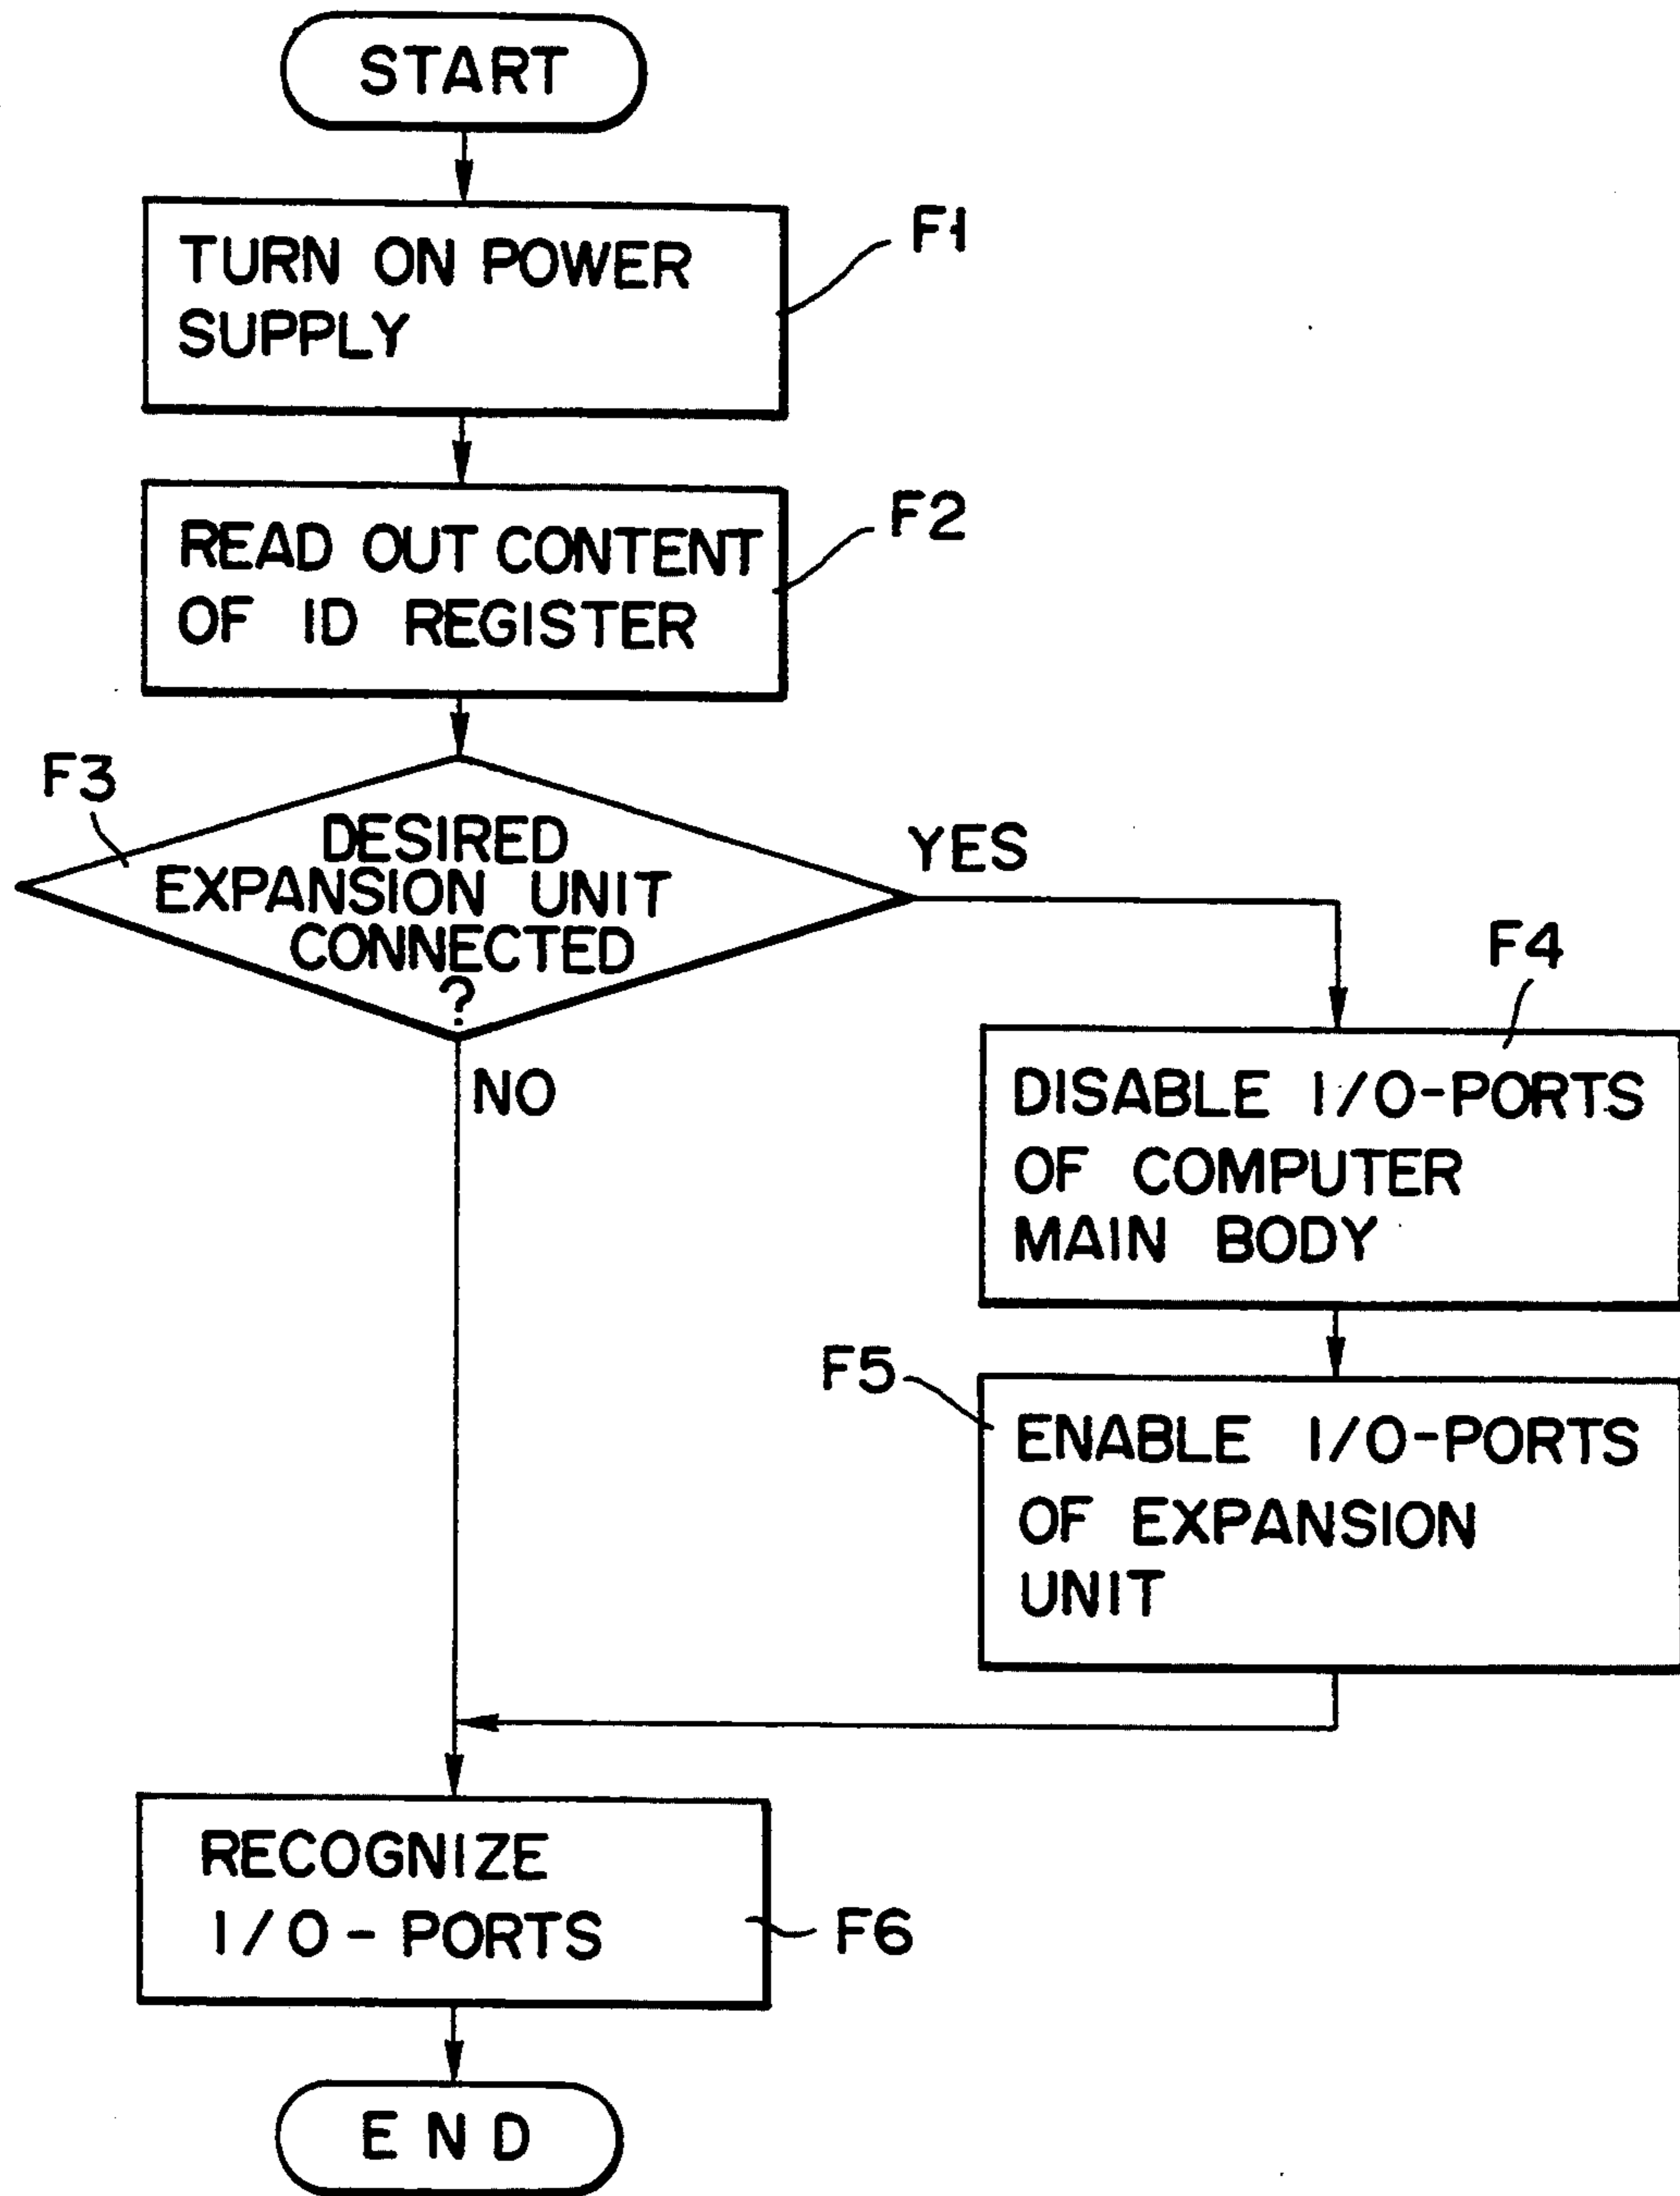 START
TURN ON POWER
SUPPLY
F1
READ OUT CONTENT
OF ID REGISTER
F2
F3
DESIRED
EXPANSION UNIT
CONNECTED
?
YES
NO
F4
DISABLE I/O-PORTS
OF COMPUTER
MAIN BODY
F5
ENABLE I/O-PORTS
OF EXPANSION
UNIT
RECOGNIZE
I/O-PORTS
F6
END